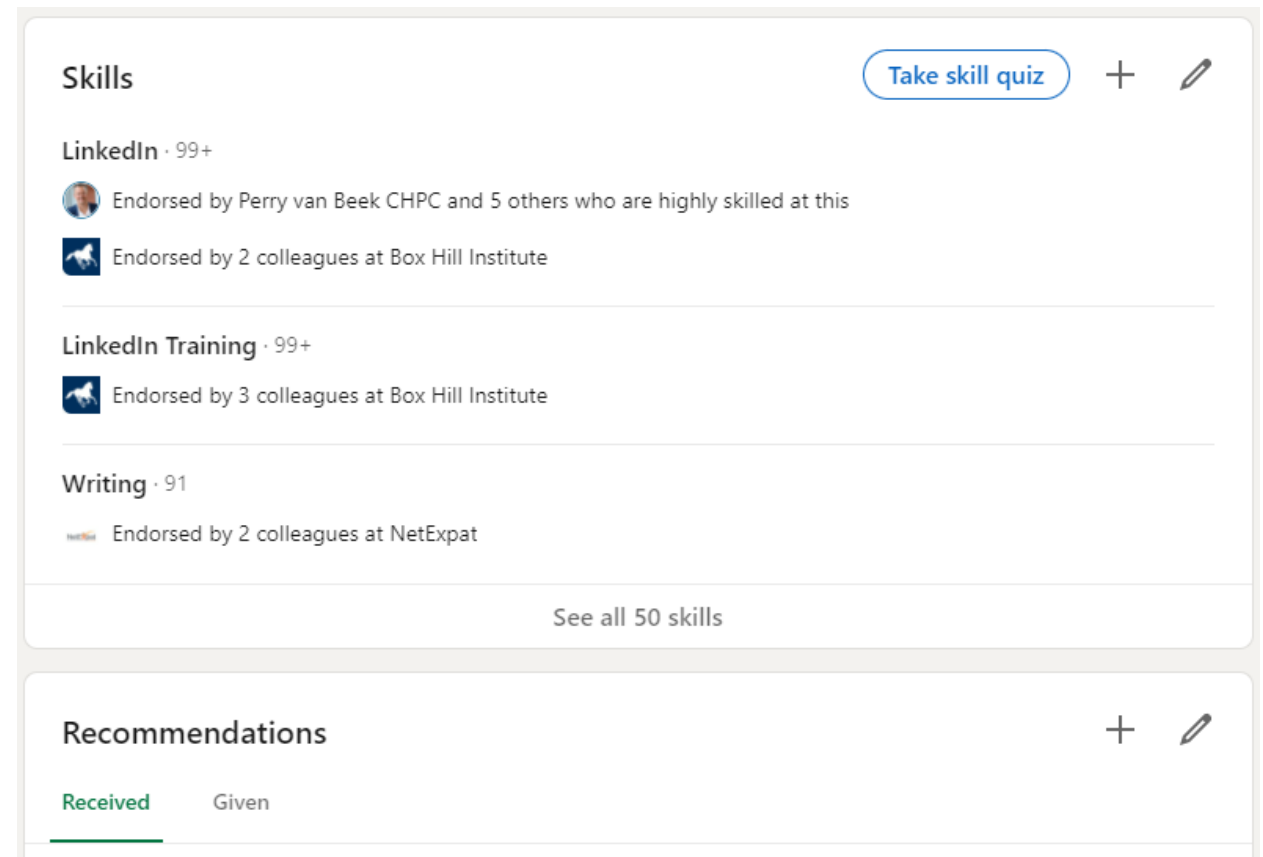 Skills
Take skill quiz
LinkedIn · 99+
Endorsed by Perry van Beek CHPC and 5 others who are highly skilled at this
Endorsed by 2 colleagues at Box Hill Institute
LinkedIn Training · 99+
Endorsed by 3 colleagues at Box Hill Institute
Writing · 91
Endorsed by 2 colleagues at NetExpat
See all 50 skills
Recommendations
Received
Given